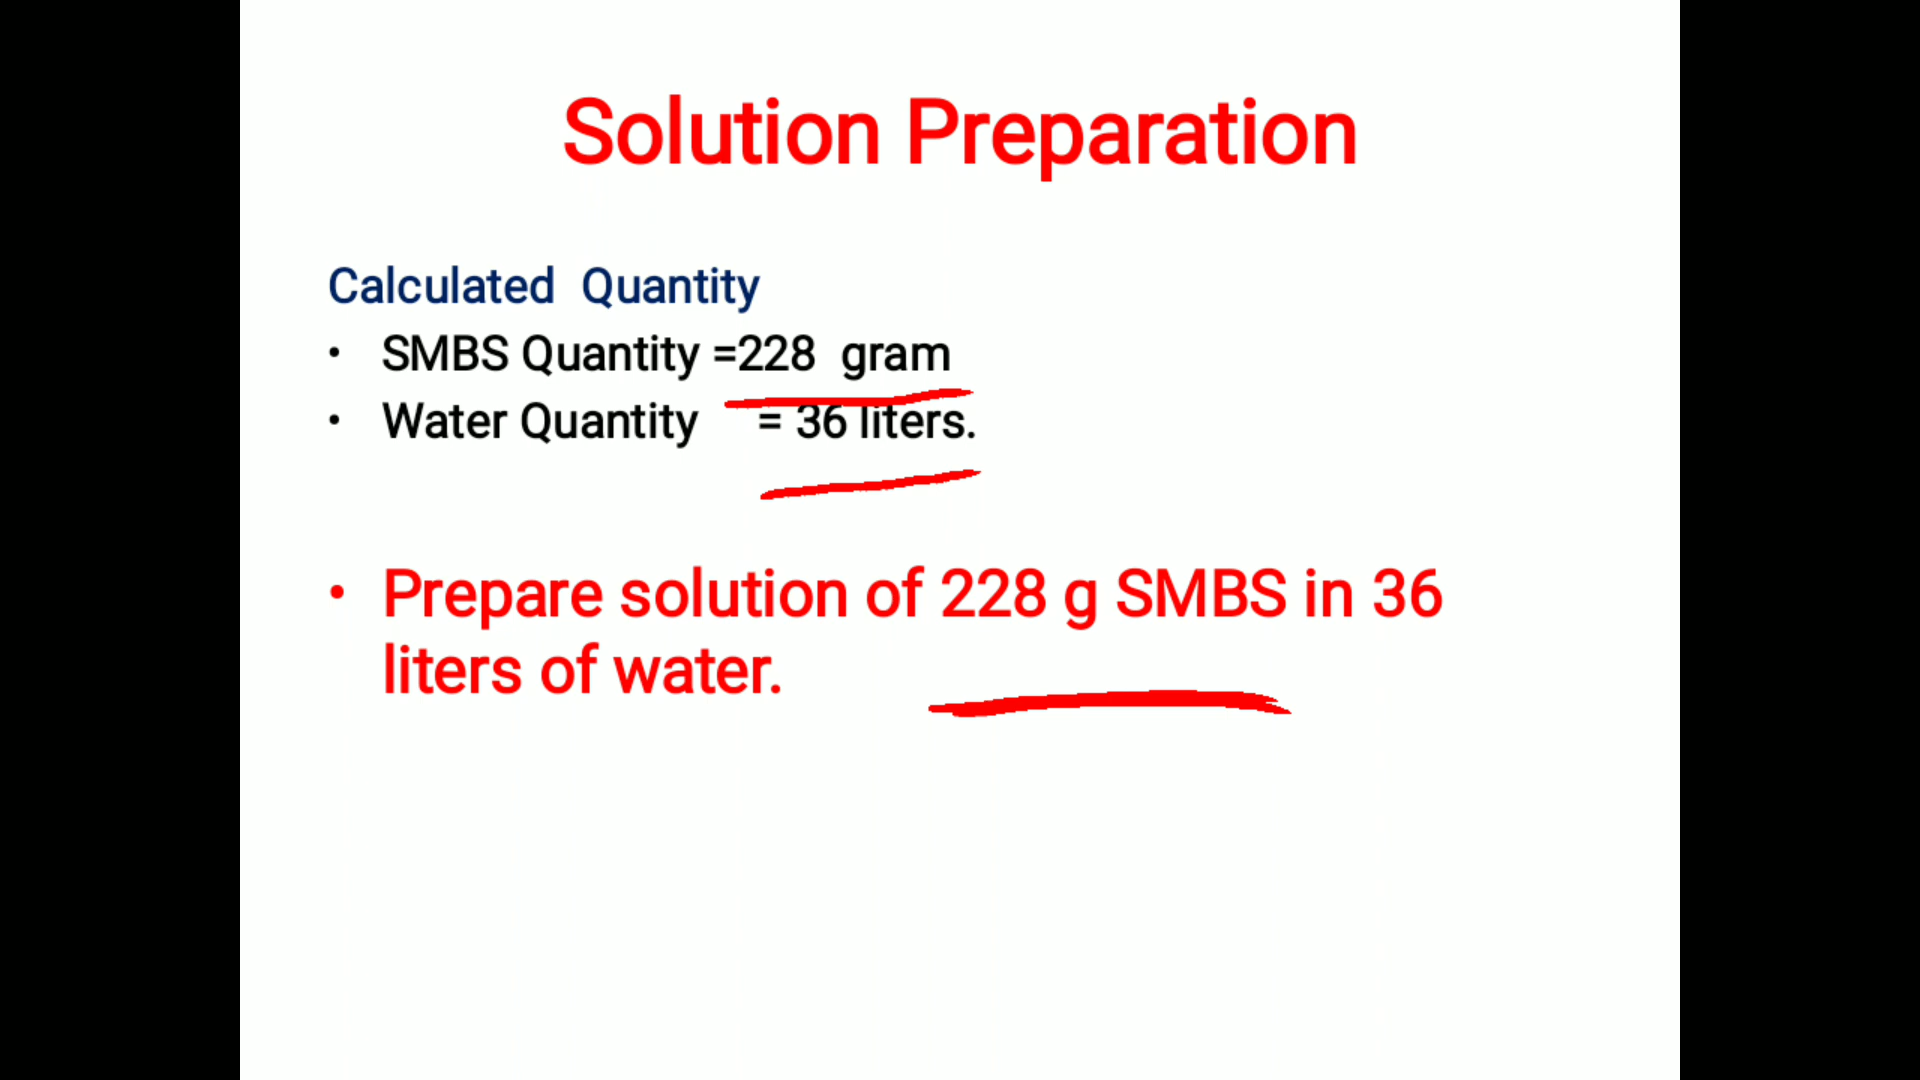 Solution Preparation
Calculated Quantity
• SMBS Quantity =228 gram
• Water Quantity = 36 liters.
• Prepare solution of 228 g SMBS in 36
liters of water.